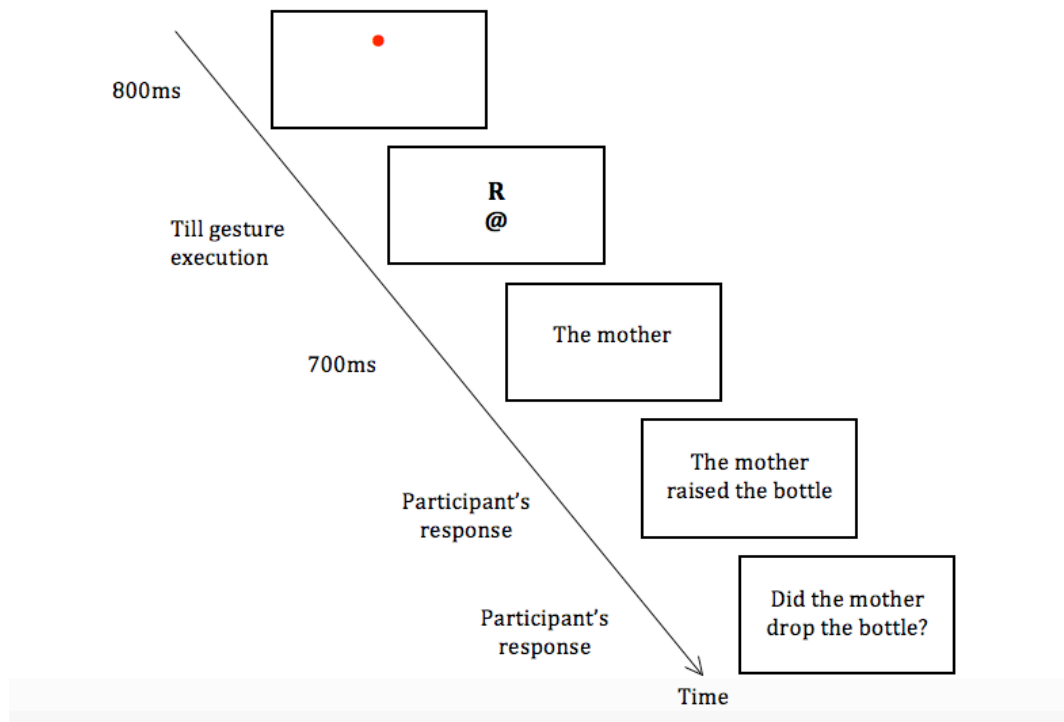 800ms
R
@
Till gesture
execution
The mother
700ms
The mother
raised the bottle
Participant's
response
Did the mother
drop the bottle?
Participant's
response
Time